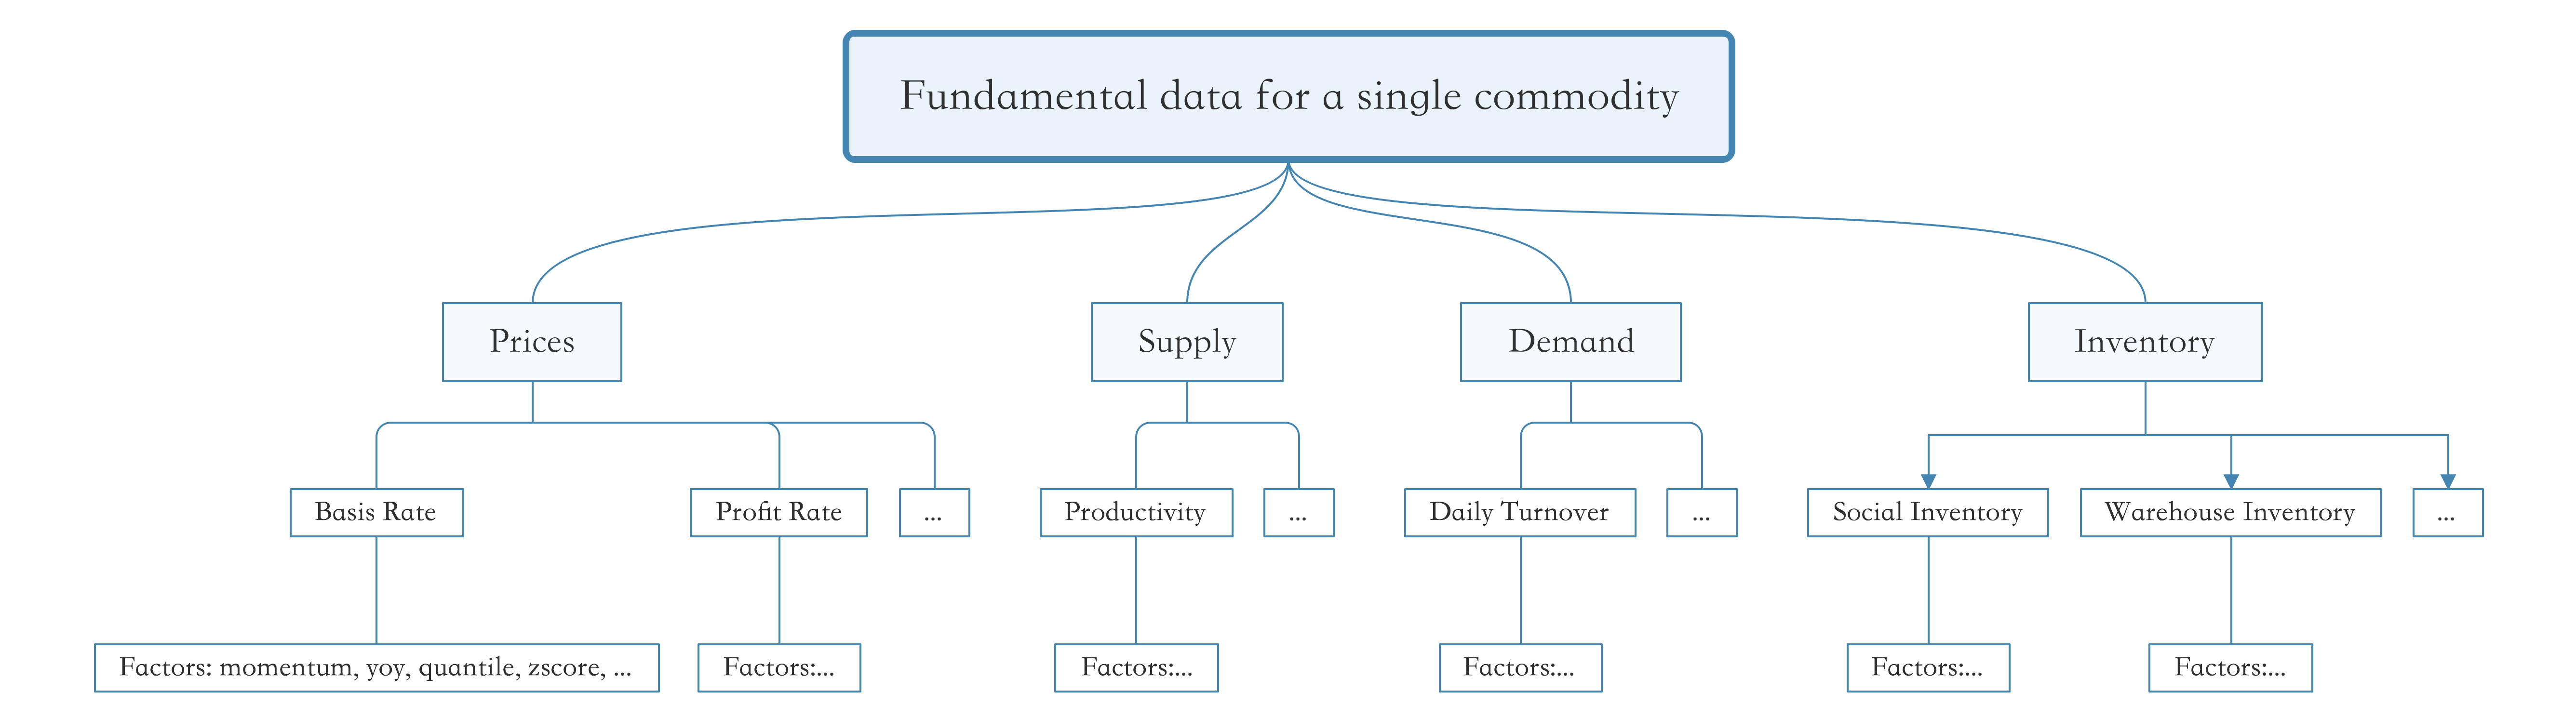 Fundamental data for a single commodity
Prices
Supply
Demand
Inventory
Basis Rate
Profit Rate
...
Productivity
...
Daily Turnover
...
Social Inventory
Warehouse Inventory
...
Factors: momentum, yoy, quantile, zscore, ...
Factors:...
Factors:...
Factors:...
Factors:...
Factors:...